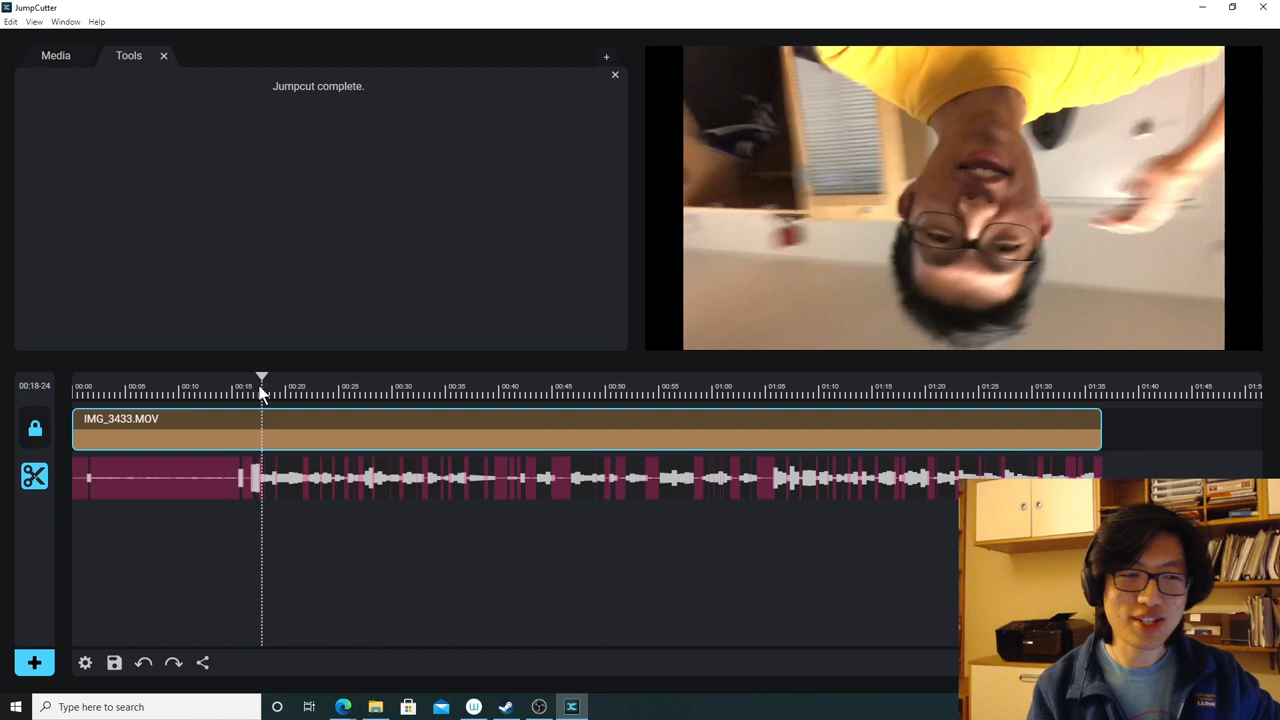 JumpCutter
Edit View Window Help
Media Tools
Jumpcut complete.
00:18-24 00:00 00:05 00:10 00:15 00:20 00:25 00:30 00:35 00:40 00:45 00:50 00:55 01:00 01:05 01:10 01:15 01:20 01:25 01:30 01:35 01:40 01:45 01:5
IMG_3433.MOV
Type here to search